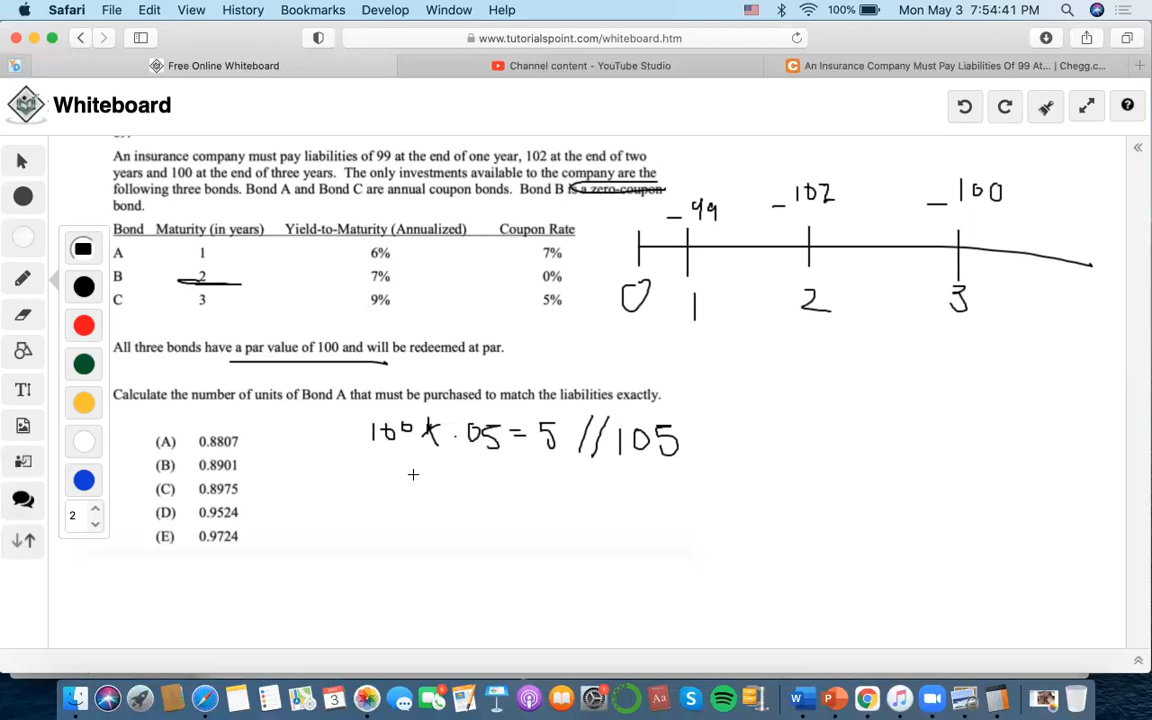 Safari File Edit View History Bookmarks Develop Window Help 100% Mon May 3 7:54:41 PM
www.tutorialspoint.com/whiteboard.htm
Free Online Whiteboard Channel content - YouTube Studio An Insurance Company Must Pay Liabilities Of 99 At... | Chegg.c...
Whiteboard
An insurance company must pay liabilities of 99 at the end of one year, 102 at the end of two
years and 100 at the end of three years. The only investments available to the company are the
following three bonds. Bond A and Bond C are annual coupon bonds. Bond B is a zero-coupon
bond.
Bond Maturity (in years) Yield-to-Maturity (Annualized) Coupon Rate
A 1 6% 7%
B 2 7% 0%
C 3 9% 5%
-99 -102 -100
0 1 2 3
All three bonds have a par value of 100 and will be redeemed at par.
Calculate the number of units of Bond A that must be purchased to match the liabilities exactly.
100 * .05 = 5 // 105
(A) 0.8807
(B) 0.8901
(C) 0.8975
(D) 0.9524
(E) 0.9724
2